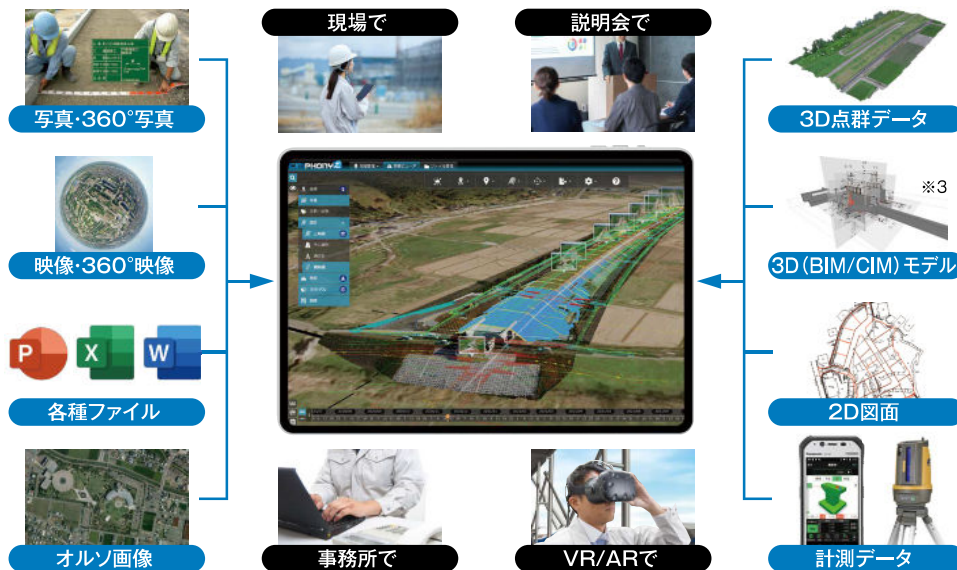 現場で
説明会で
写真・360°写真
映像・360°映像
P X W
各種ファイル
オルソ画像
PHONY
事務所で
VR/ARで
3D点群データ
※3
3D(BIM/CIM)モデル
2D図面
計測データ